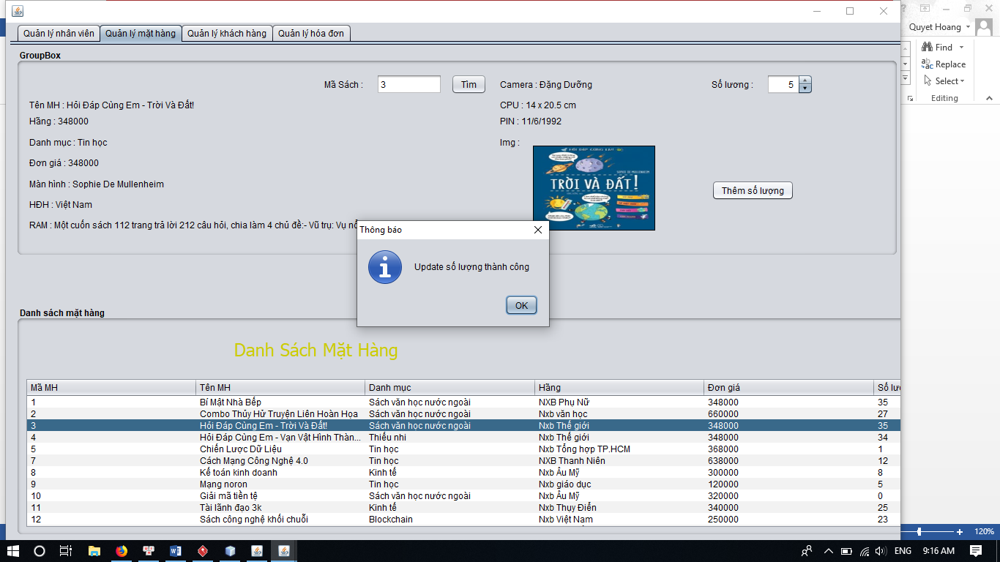 Quản lý nhân viên Quản lý mặt hàng Quản lý khách hàng Quản lý hóa đơn
Quyet Hoang
Find
Replace
Select
Editing
GroupBox
Mã Sách : 3 Tìm Camera : Đặng Dưỡng Số lương : 5
Tên MH : Hỏi Đáp Cùng Em - Trời Và Đất! CPU : 14 x 20.5 cm
Hãng : 348000 PIN : 11/6/1992
Danh mục : Tin học Img :
Đơn giá : 348000
Màn hình : Sophie De Mullenheim
HĐH : Việt Nam
RAM : Một cuốn sách 112 trang trả lời 212 câu hỏi, chia làm 4 chủ đề:- Vũ trụ: Vụ nổ
HỎI ĐÁP CÙNG EM
SOPHIE DE MULLENHEIM
TRỜI VÀ ĐẤT!
Thêm số lượng
Thông báo
Update số lượng thành công
OK
Danh sách mặt hàng
Danh Sách Mặt Hàng
Mã MH Tên MH Danh mục Hãng Đơn giá Số lư
1 Bí Mật Nhà Bếp Sách văn học nước ngoài NXB Phụ Nữ 348000 35
2 Combo Thủy Hử Truyện Liên Hoàn Họa Sách văn học nước ngoài Nxb văn học 660000 27
3 Hỏi Đáp Cùng Em - Trời Và Đất! Sách văn học nước ngoài Nxb Thế giới 348000 35
4 Hỏi Đáp Cùng Em - Vạn Vật Hình Thàn... Thiếu nhi Nxb Thế giới 348000 34
5 Chiến Lược Dữ Liệu Tin học Nxb Tổng hợp TP.HCM 368000 1
7 Cách Mạng Công Nghệ 4.0 Tin học NXB Thanh Niên 638000 12
8 Kế toán kinh doanh Kinh tế Nxb Âu Mỹ 300000 8
9 Mạng noron Tin học Nxb giáo dục 120000 5
10 Giải mã tiền tệ Sách văn học nước ngoài Nxb Âu Mỹ 320000 0
11 Tài lãnh đạo 3k Kinh tế Nxb Thụy Điển 340000 25
12 Sách công nghệ khối chuỗi Blockchain Nxb Việt Nam 250000 23
120%
ENG 9:16 AM